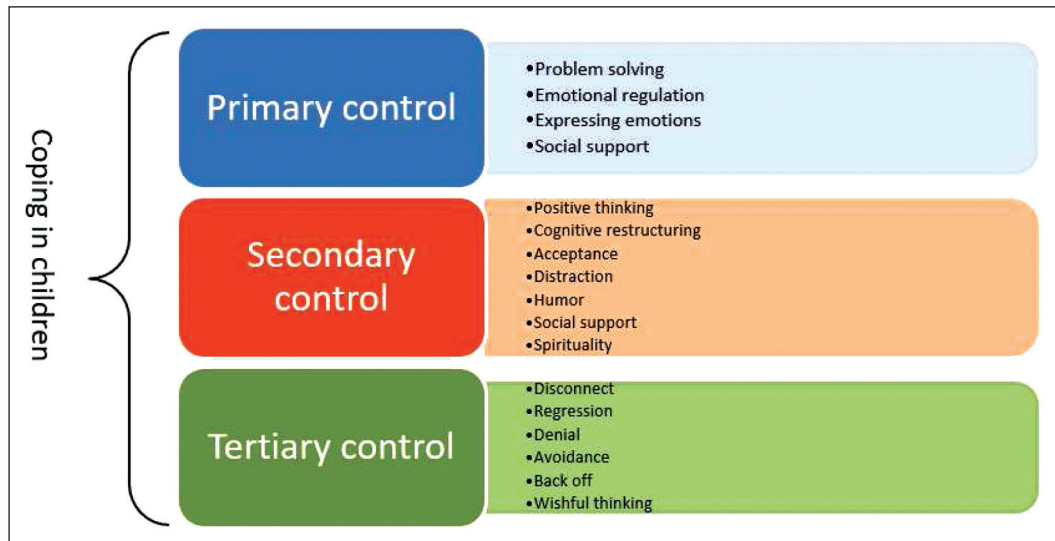 Coping in children
Primary control
•Problem solving
•Emotional regulation
•Expressing emotions
•Social support
Secondary
control
•Positive thinking
•Cognitive restructuring
•Acceptance
•Distraction
•Humor
•Social support
•Spirituality
Tertiary control
•Disconnect
•Regression
•Denial
•Avoidance
•Back off
•Wishful thinking